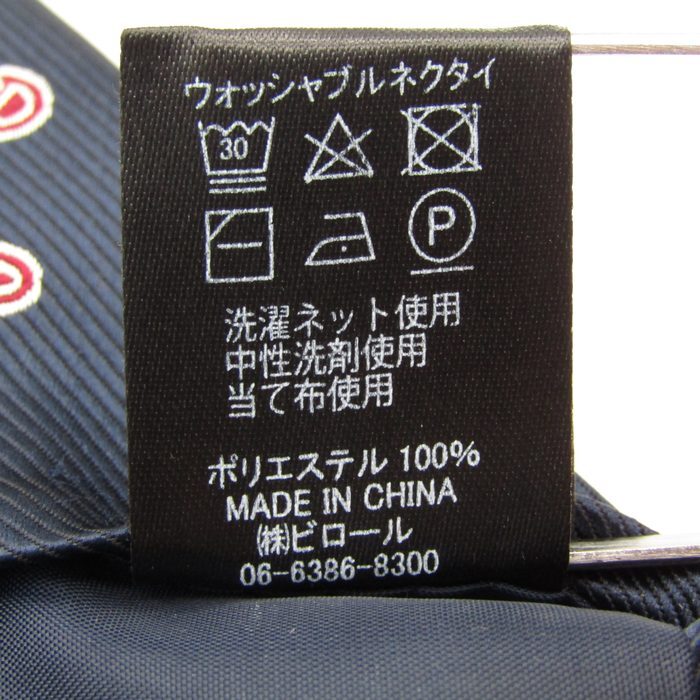 ウォッシャブルネクタイ
30
P
洗濯ネット使用
中性洗剤使用
当て布使用
ポリエステル 100%
MADE IN CHINA
㈱ビロール
06-6386-8300